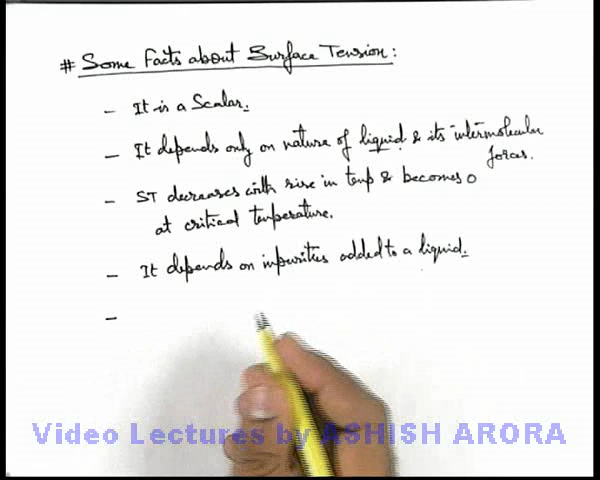 # Some Facts about Surface Tension :
- It is a Scalar.
- It depends only on nature of liquid & its intermolecular
forces.
- ST decreases with rise in temp & becomes 0
at critical temperature.
- It depends on impurities added to a liquid.
-
Video Lectures by ASHISH ARORA